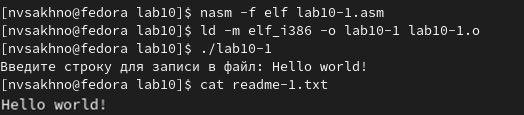 [nvsakhno@fedora lab10]$ nasm -f elf lab10-1.asm
[nvsakhno@fedora lab10]$ ld -m elf_i386 -o lab10-1 lab10-1.o
[nvsakhno@fedora lab10]$ ./lab10-1
Введите строку для записи в файл: Hello world!
[nvsakhno@fedora lab10]$ cat readme-1.txt
Hello world!